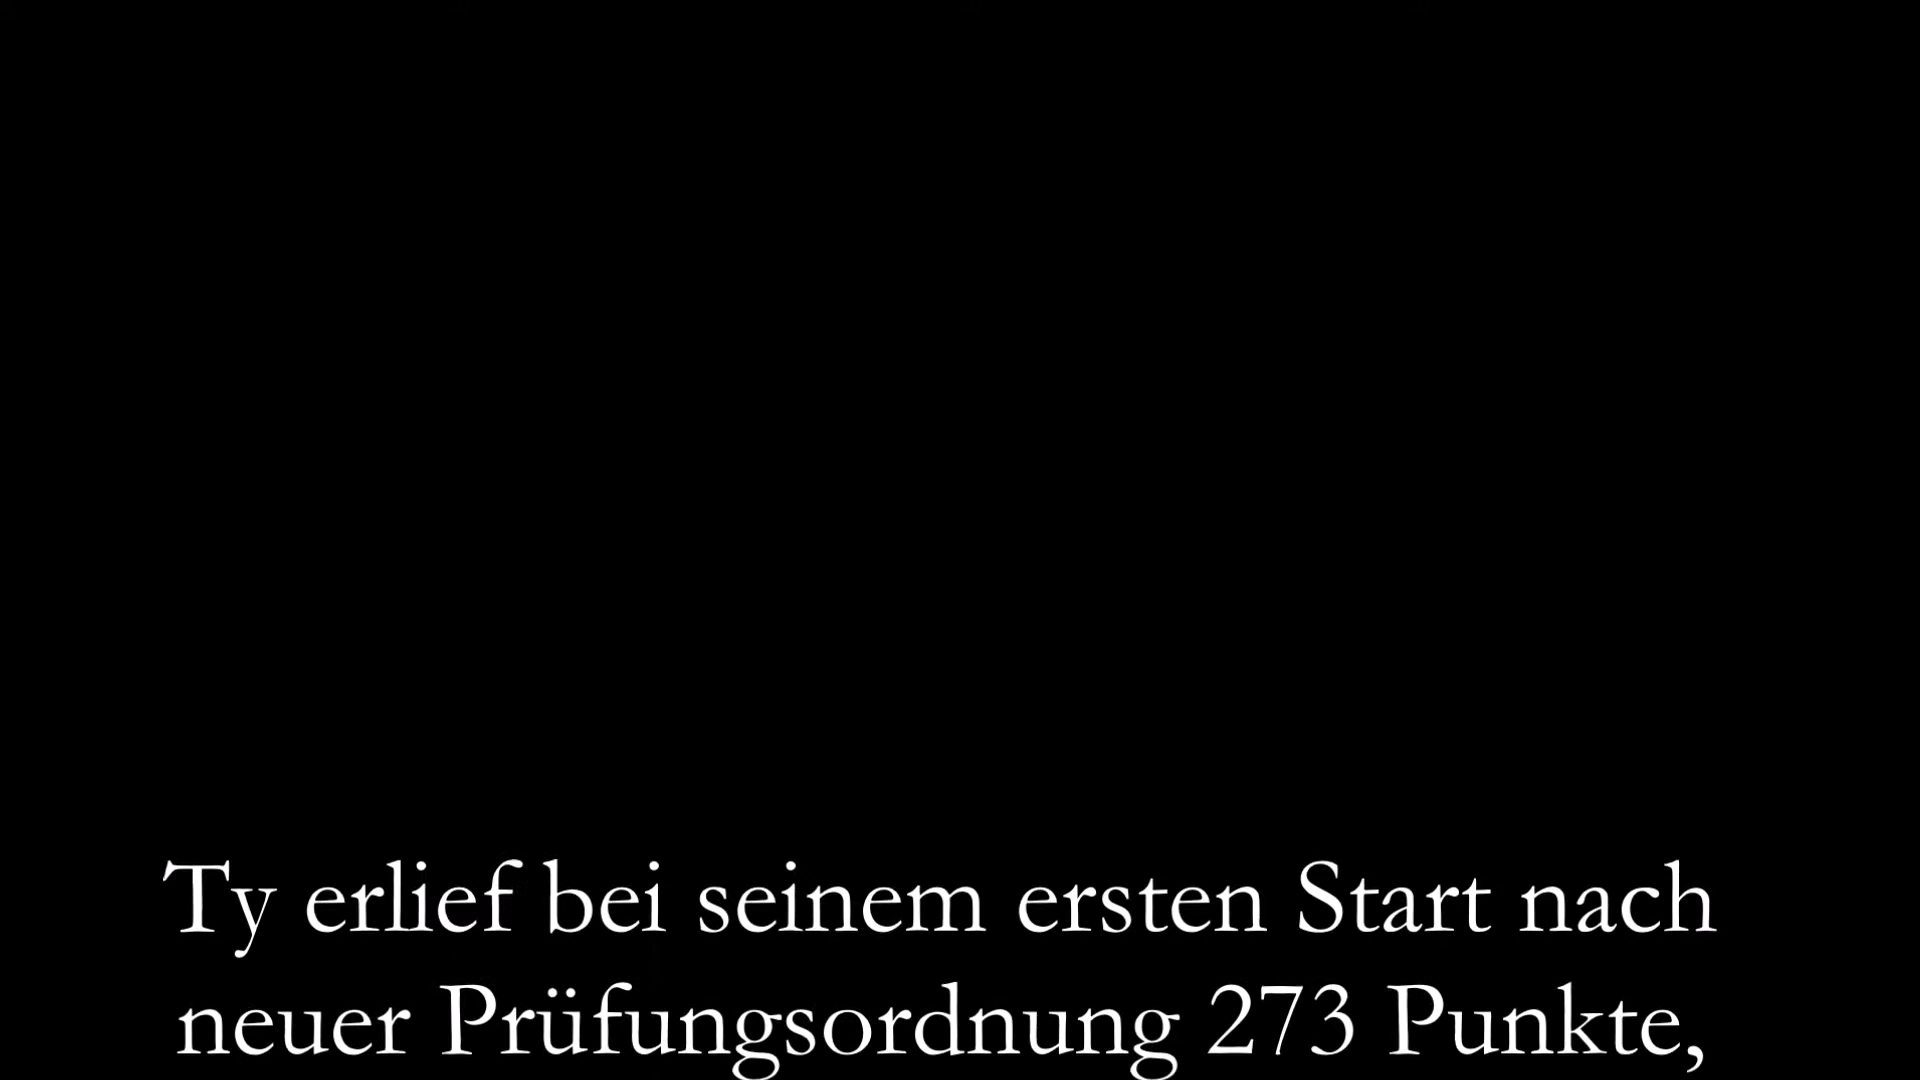 Ty erlief bei seinem ersten Start nach
neuer Prüfungsordnung 273 Punkte,